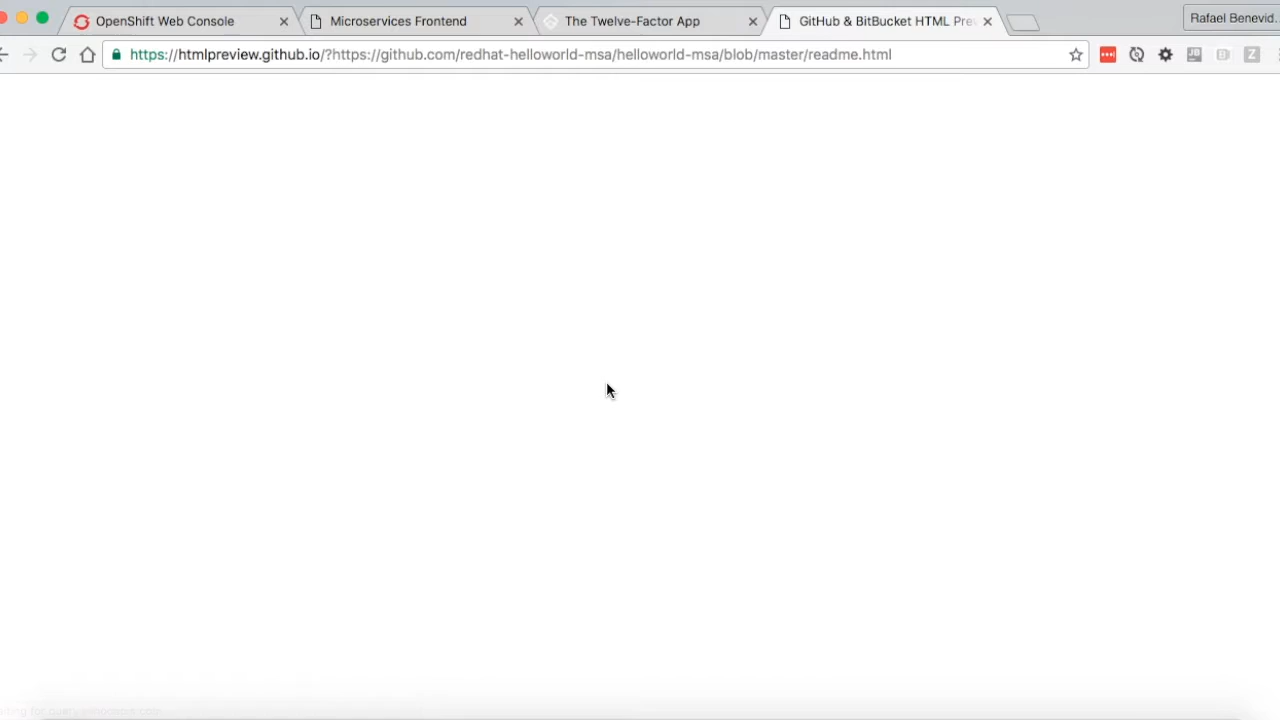 OpenShift Web Console
Microservices Frontend
The Twelve-Factor App
GitHub & BitBucket HTML Prev
Rafael Benevid.
https://htmlpreview.github.io/?https://github.com/redhat-helloworld-msa/helloworld-msa/blob/master/readme.html